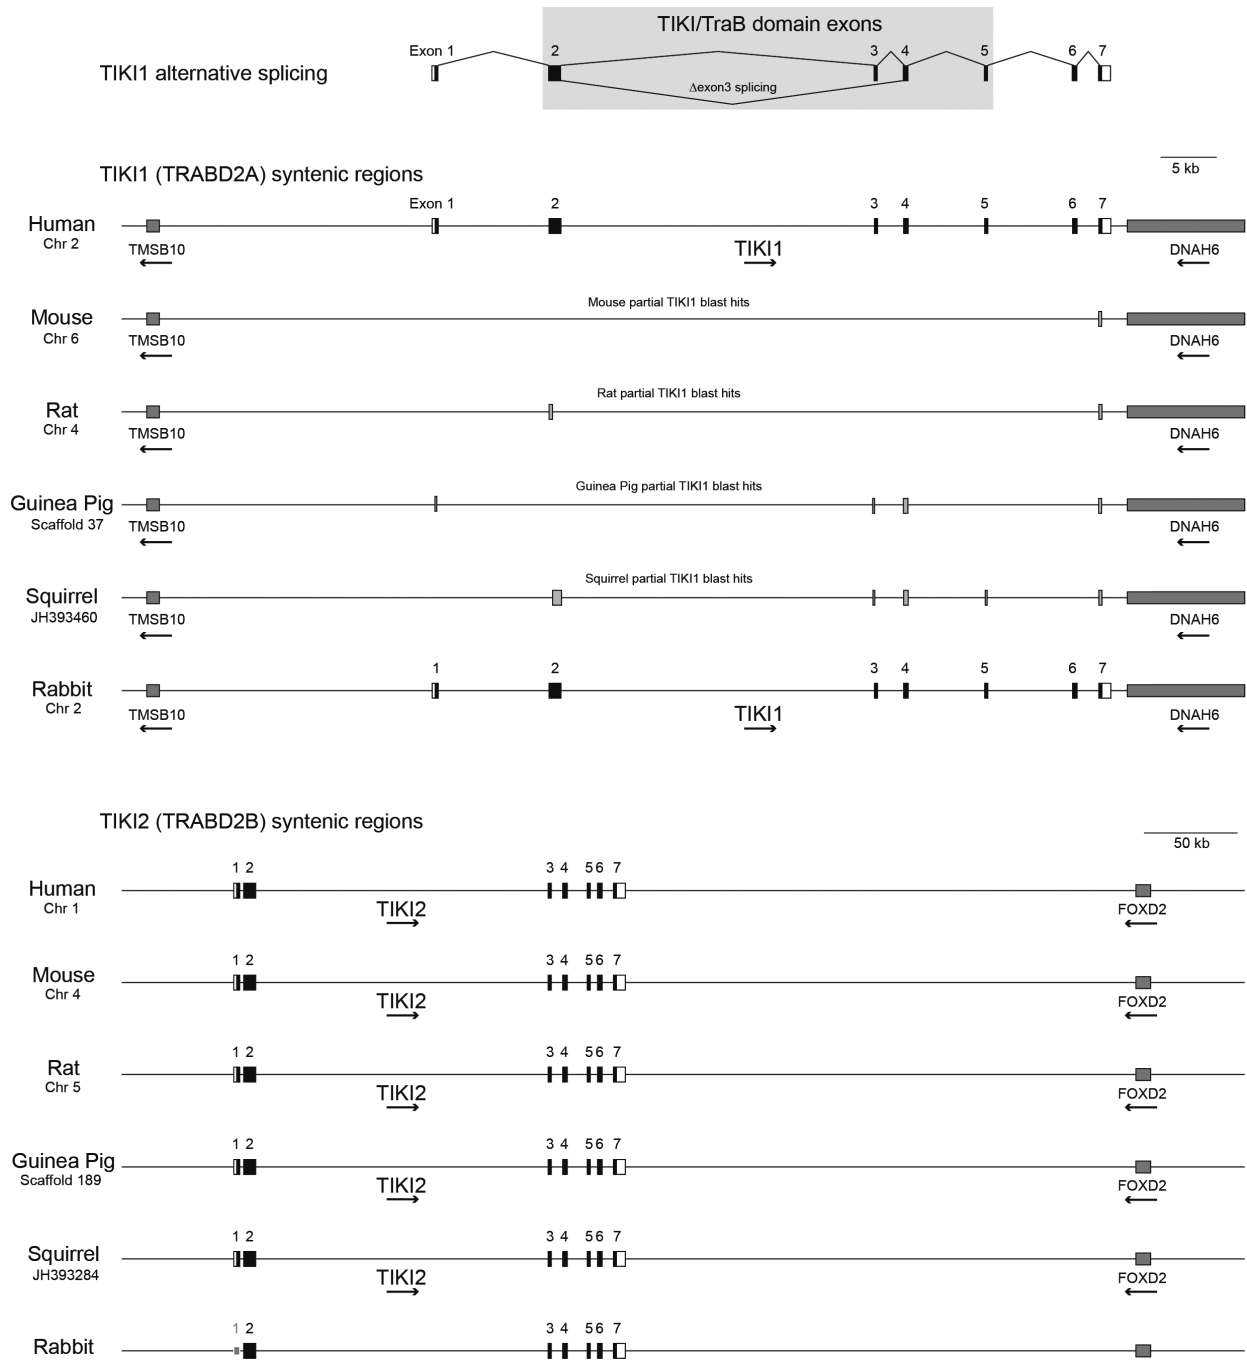 TIKI/TraB domain exons
Exon 1 2 3 4 5 6 7
TIKI1 alternative splicing
Δexon3 splicing
TIKI1 (TRABD2A) syntenic regions
5 kb
Exon 1 2 3 4 5 6 7
Human
Chr 2
TMSB10 TIKI1 DNAH6
Mouse partial TIKI1 blast hits
Mouse
Chr 6
TMSB10 DNAH6
Rat partial TIKI1 blast hits
Rat
Chr 4
TMSB10 DNAH6
Guinea Pig partial TIKI1 blast hits
Guinea Pig
Scaffold 37
TMSB10 DNAH6
Squirrel partial TIKI1 blast hits
Squirrel
JH393460
TMSB10 DNAH6
1 2 3 4 5 6 7
Rabbit
Chr 2
TMSB10 TIKI1 DNAH6
TIKI2 (TRABD2B) syntenic regions
50 kb
1 2 3 4 5 6 7
Human
Chr 1
TIKI2 FOXD2
1 2 3 4 5 6 7
Mouse
Chr 4
TIKI2 FOXD2
1 2 3 4 5 6 7
Rat
Chr 5
TIKI2 FOXD2
1 2 3 4 5 6 7
Guinea Pig
Scaffold 189
TIKI2 FOXD2
1 2 3 4 5 6 7
Squirrel
JH393284
TIKI2 FOXD2
1 2 3 4 5 6 7
Rabbit